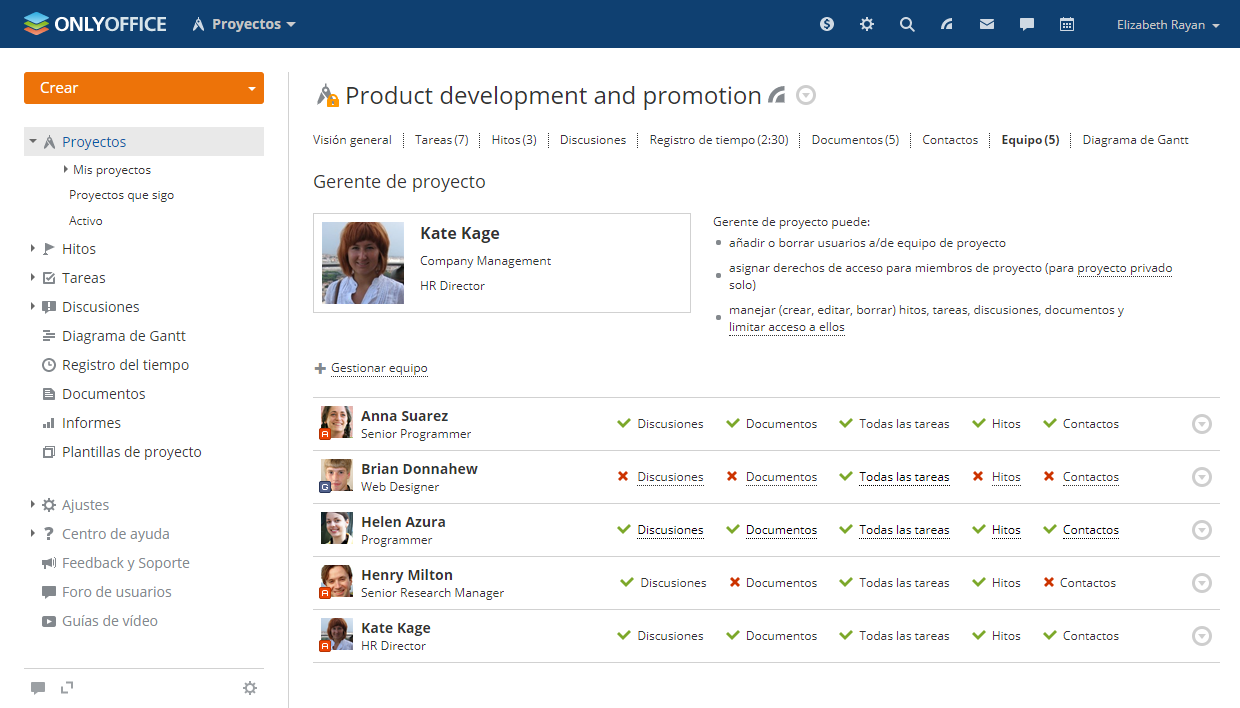 ONLYOFFICE Proyectos Elizabeth Rayan
Crear
Proyectos
Mis proyectos
Proyectos que sigo
Activo
Hitos
Tareas
Discusiones
Diagrama de Gantt
Registro del tiempo
Documentos
Informes
Plantillas de proyecto
Ajustes
Centro de ayuda
Feedback y Soporte
Foro de usuarios
Guías de vídeo
Product development and promotion
Visión general Tareas (7) Hitos (3) Discusiones Registro de tiempo (2:30) Documentos (5) Contactos Equipo (5) Diagrama de Gantt
Gerente de proyecto
Kate Kage
Company Management
HR Director
Gerente de proyecto puede:
añadir o borrar usuarios a/de equipo de proyecto
asignar derechos de acceso para miembros de proyecto (para proyecto privado
solo)
manejar (crear, editar, borrar) hitos, tareas, discusiones, documentos y
limitar acceso a ellos
Gestionar equipo
Anna Suarez
A Senior Programmer
Discusiones Documentos Todas las tareas Hitos Contactos
Brian Donnahew
G Web Designer
Discusiones Documentos Todas las tareas Hitos Contactos
Helen Azura
Programmer
Discusiones Documentos Todas las tareas Hitos Contactos
Henry Milton
A Senior Research Manager
Discusiones Documentos Todas las tareas Hitos Contactos
Kate Kage
A HR Director
Discusiones Documentos Todas las tareas Hitos Contactos